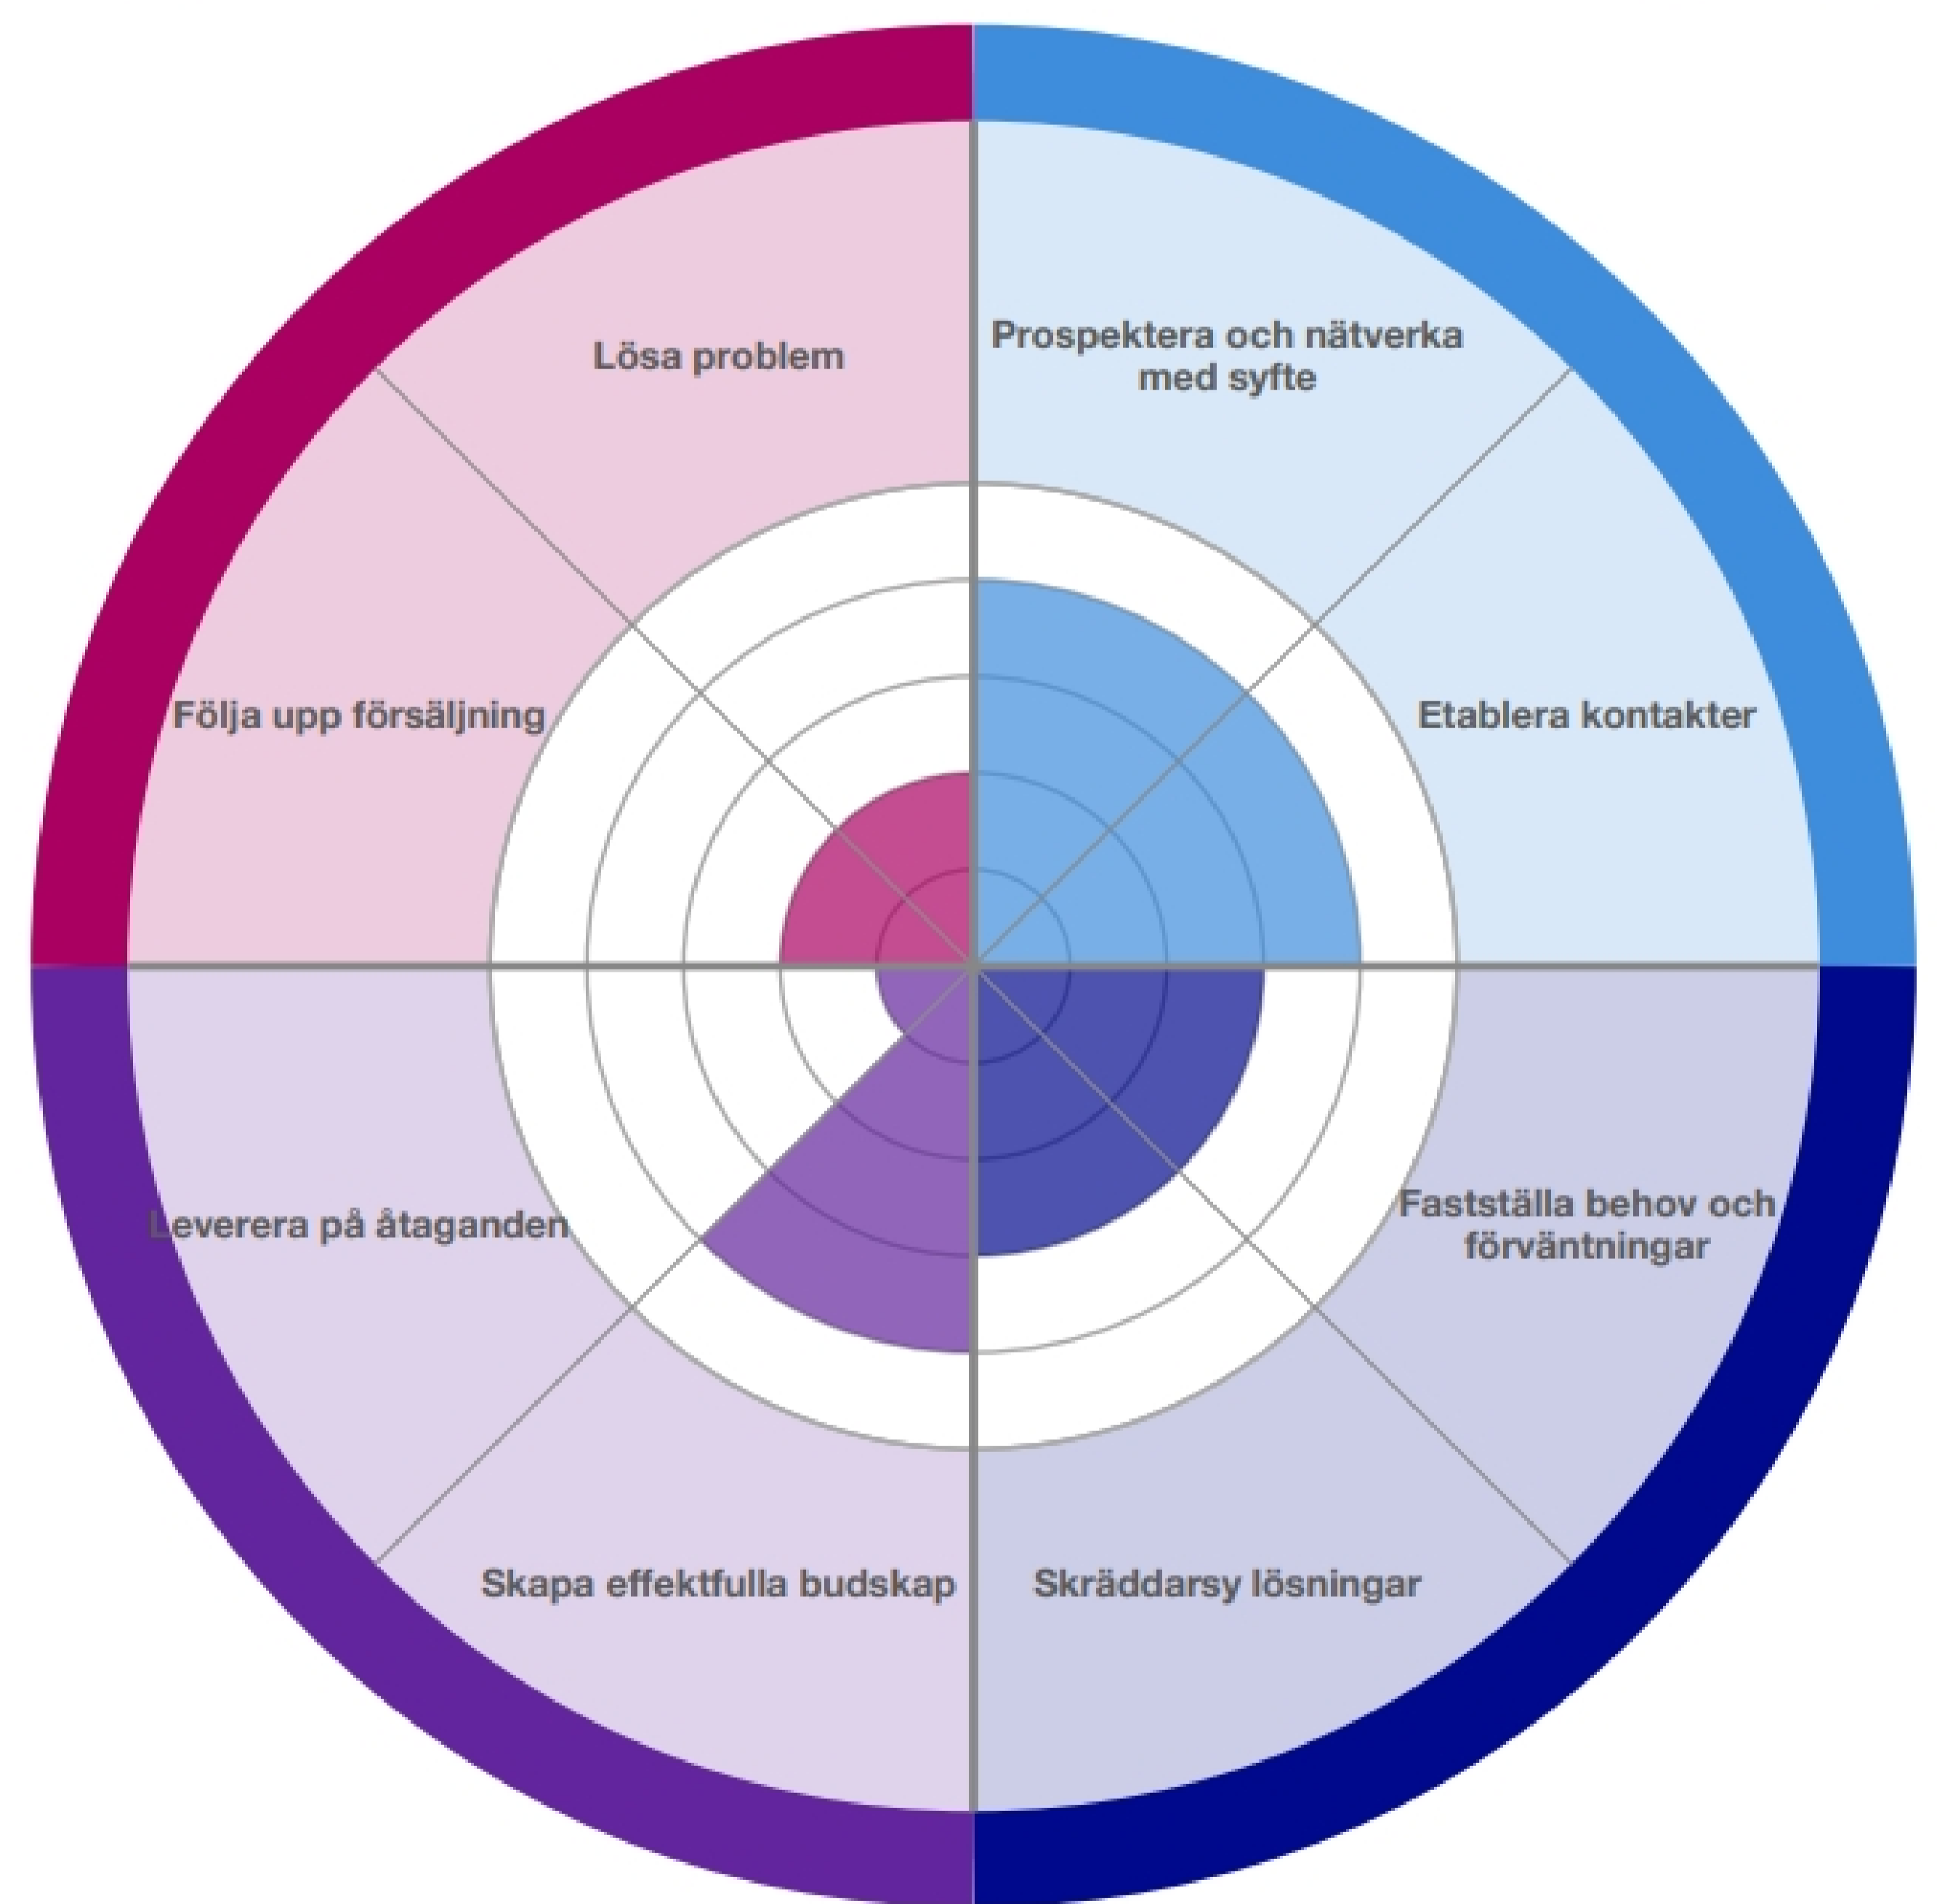 Lösa problem
Prospektera och nätverka
med syfte
Följa upp försäljning
Etablera kontakter
Leverera på åtaganden
Fastställa behov och
förväntningar
Skapa effektfulla budskap
Skräddarsy lösningar